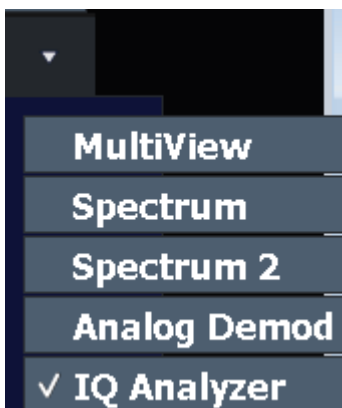 MultiView
Spectrum
Spectrum 2
Analog Demod
✓ IQ Analyzer